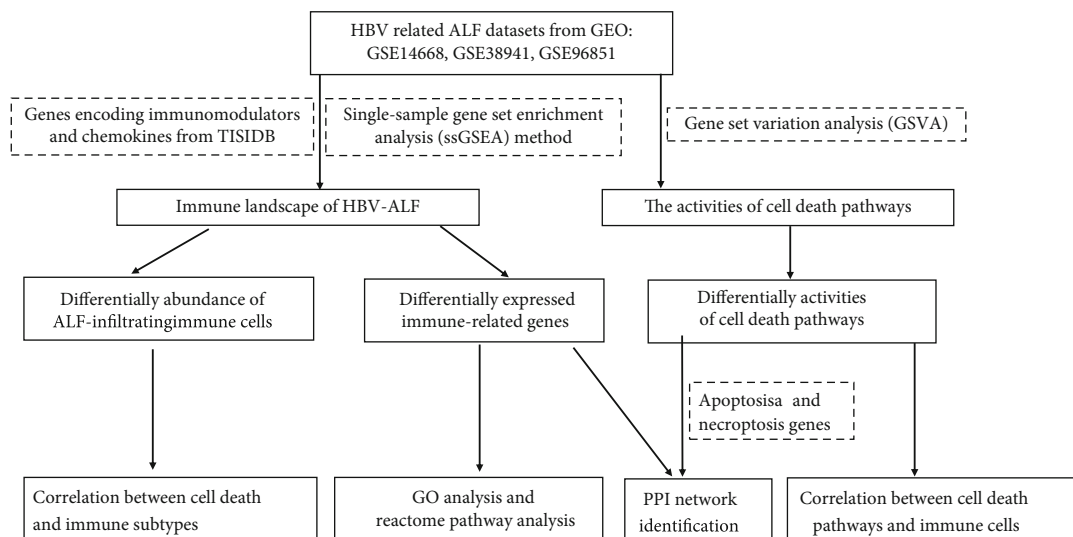 HBV related ALF datasets from GEO:
GSE14668, GSE38941, GSE96851
Genes encoding immunomodulators
and chemokines from TISIDB
Single-sample gene set enrichment
analysis (ssGSEA) method
Gene set variation analysis (GSVA)
Immune landscape of HBV-ALF
The activities of cell death pathways
Differentially abundance of
ALF-infiltratingimmune cells
Differentially expressed
immune-related genes
Differentially activities
of cell death pathways
Apoptosisa and
necroptosis genes
Correlation between cell death
and immune subtypes
GO analysis and
reactome pathway analysis
PPI network
identification
Correlation between cell death
pathways and immune cells